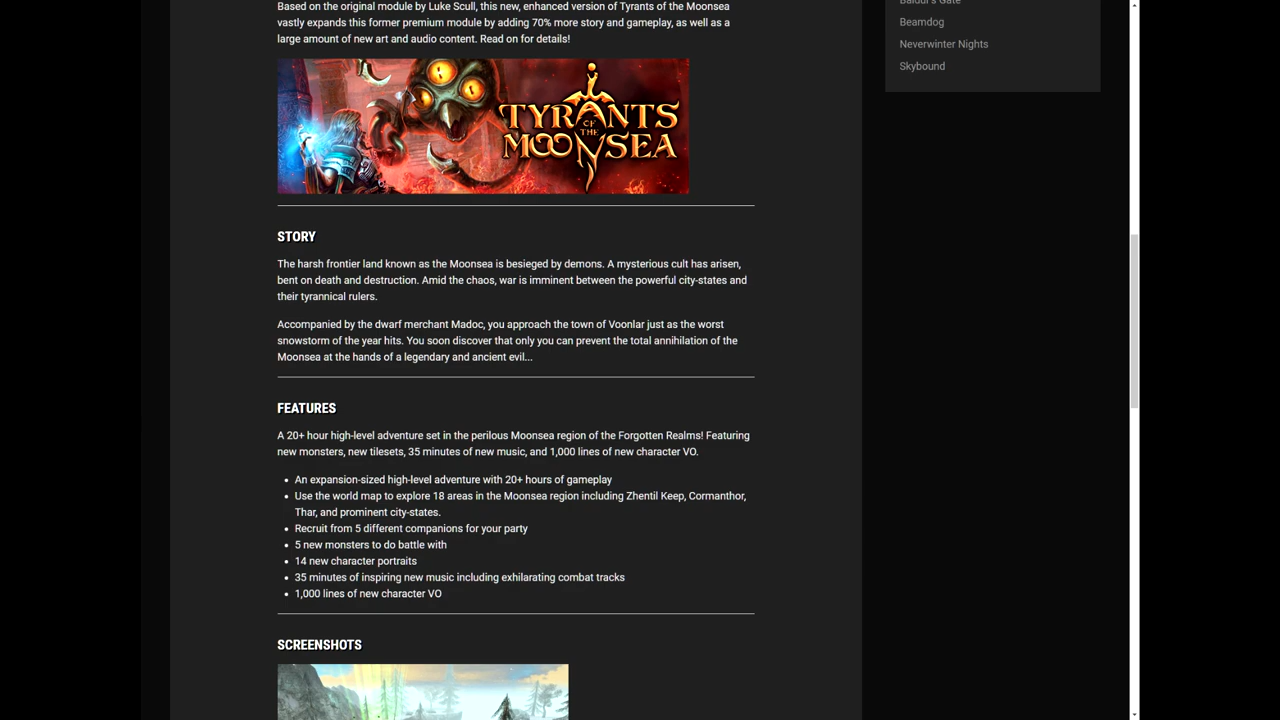 Based on the original module by Luke Scull, this new, enhanced version of Tyrants of the Moonsea
vastly expands this former premium module by adding 70% more story and gameplay, as well as a
large amount of new art and audio content. Read on for details!
TYRANTS
OF
THE
MOONSEA
STORY
The harsh frontier land known as the Moonsea is besieged by demons. A mysterious cult has arisen,
bent on death and destruction. Amid the chaos, war is imminent between the powerful city-states and
their tyrannical rulers.
Accompanied by the dwarf merchant Madoc, you approach the town of Voonlar just as the worst
snowstorm of the year hits. You soon discover that only you can prevent the total annihilation of the
Moonsea at the hands of a legendary and ancient evil...
FEATURES
A 20+ hour high-level adventure set in the perilous Moonsea region of the Forgotten Realms! Featuring
new monsters, new tilesets, 35 minutes of new music, and 1,000 lines of new character VO.
• An expansion-sized high-level adventure with 20+ hours of gameplay
• Use the world map to explore 18 areas in the Moonsea region including Zhentil Keep, Cormanthor,
Thar, and prominent city-states.
• Recruit from 5 different companions for your party
• 5 new monsters to do battle with
• 14 new character portraits
• 35 minutes of inspiring new music including exhilarating combat tracks
• 1,000 lines of new character VO
SCREENSHOTS
Baldur's Gate
Beamdog
Neverwinter Nights
Skybound